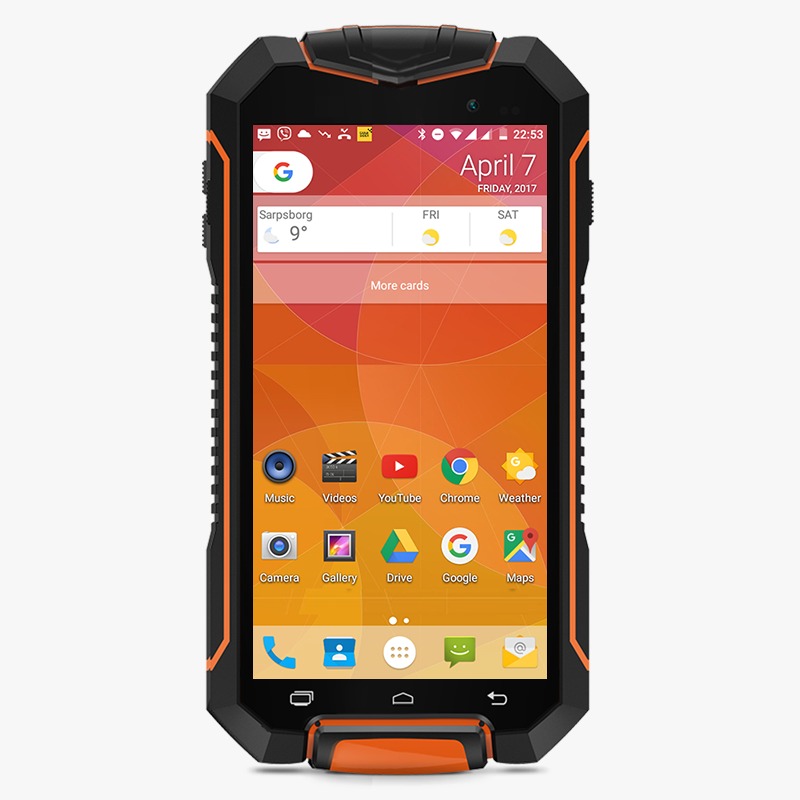 22:53
G
April 7
FRIDAY, 2017
Sarpsborg FRI SAT
9°
More cards
Music Videos YouTube Chrome Weather
Camera Gallery Drive Google Maps